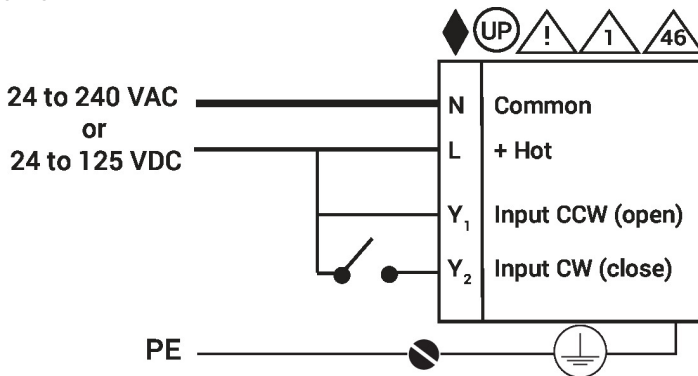 UP ! 1 46
24 to 240 VAC
or
24 to 125 VDC
N Common
L + Hot
Y₁ Input CCW (open)
Y₂ Input CW (close)
PE